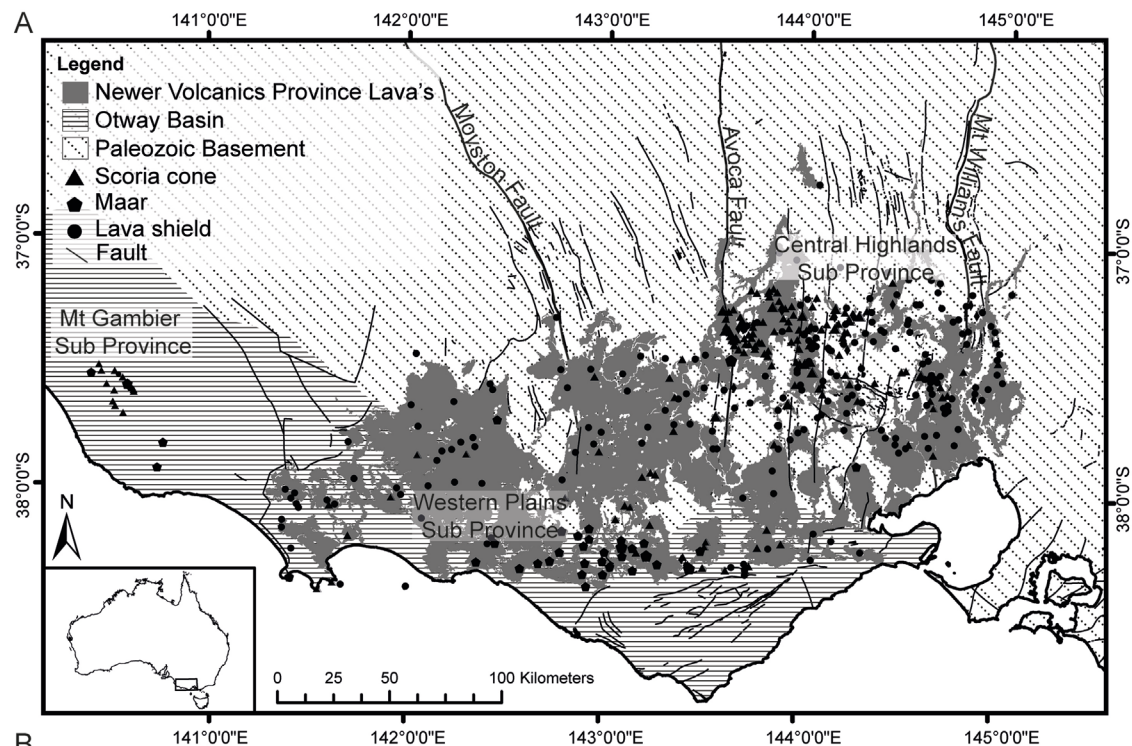 A
141°0'0"E 142°0'0"E 143°0'0"E 144°0'0"E 145°0'0"E
Legend
Newer Volcanics Province Lava's
Otway Basin
Paleozoic Basement
Scoria cone
Maar
Lava shield
Fault
Moyston Fault
Avoca Fault
Mt William's Fault
37°0'0"S
37°0'0"S
Central Highlands
Sub Province
Mt Gambier
Sub Province
38°0'0"S
38°0'0"S
Western Plains
Sub Province
N
0 25 50 100 Kilometers
141°0'0"E 142°0'0"E 143°0'0"E 144°0'0"E 145°0'0"E
B